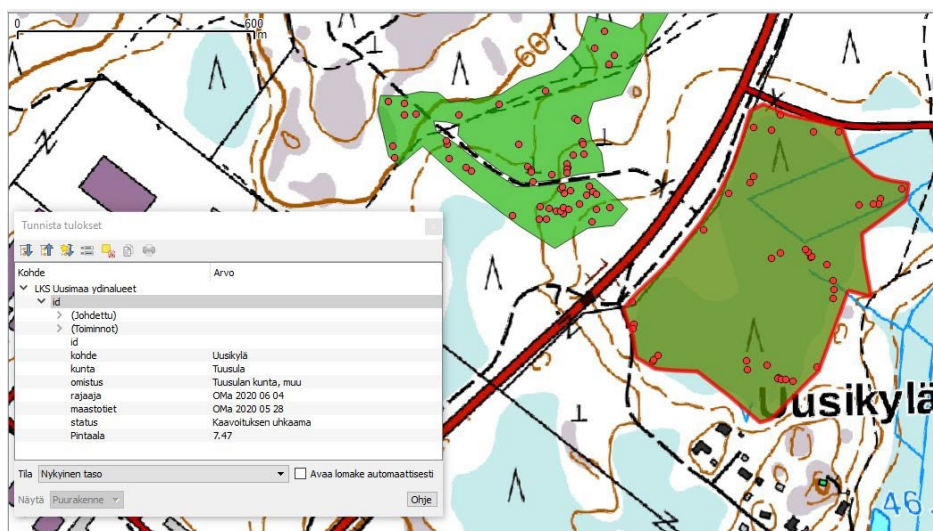 0 600
m
60
Tunnista tulokset
Kohde Arvo
LKS Uusimaa ydinalueet
id
(Johdettu)
(Toiminnot)
id
kohde Uusikylä
kunta Tuusula
omistus Tuusulan kunta, muu
rajaaja OMa 2020 06 04
maastotiet OMa 2020 05 28
status Kaavoituksen uhkaama
Pintaala 7.47
Tila Nykyinen taso Avaa lomake automaattisesti
Näytä Puurakenne Ohje
Uusikylä
46.